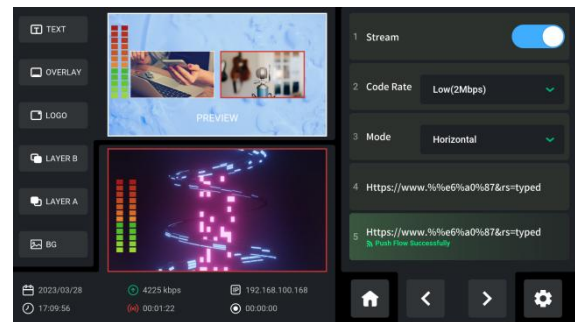 TEXT
OVERLAY
LOGO
LAYER B
LAYER A
BG
PREVIEW
2023/03/28
4225 kbps
192.168.100.168
17:09:56
00:01:22
00:00:00
1 Stream
2 Code Rate Low(2Mbps)
3 Mode Horizontal
4 Https://www.%%e6%a0%87&rs=typed
5 Https://www.%%e6%a0%87&rs=typed
Push Flow Successfully